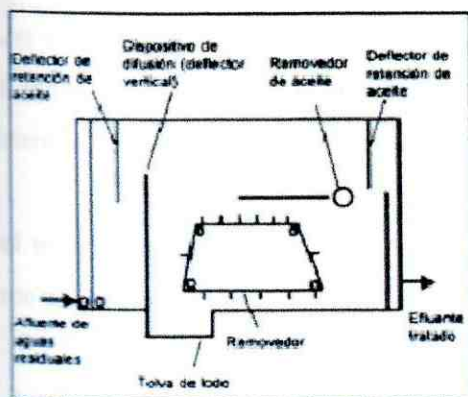 Deflector de
retención de
aceite
Dispositivo de
difusión (deflector
vertical)
Removedor
de aceite
Deflector de
retención de
aceite
Afluente de
aguas
residuales
Tolva de lodo
Removedor
Efluente
tratado